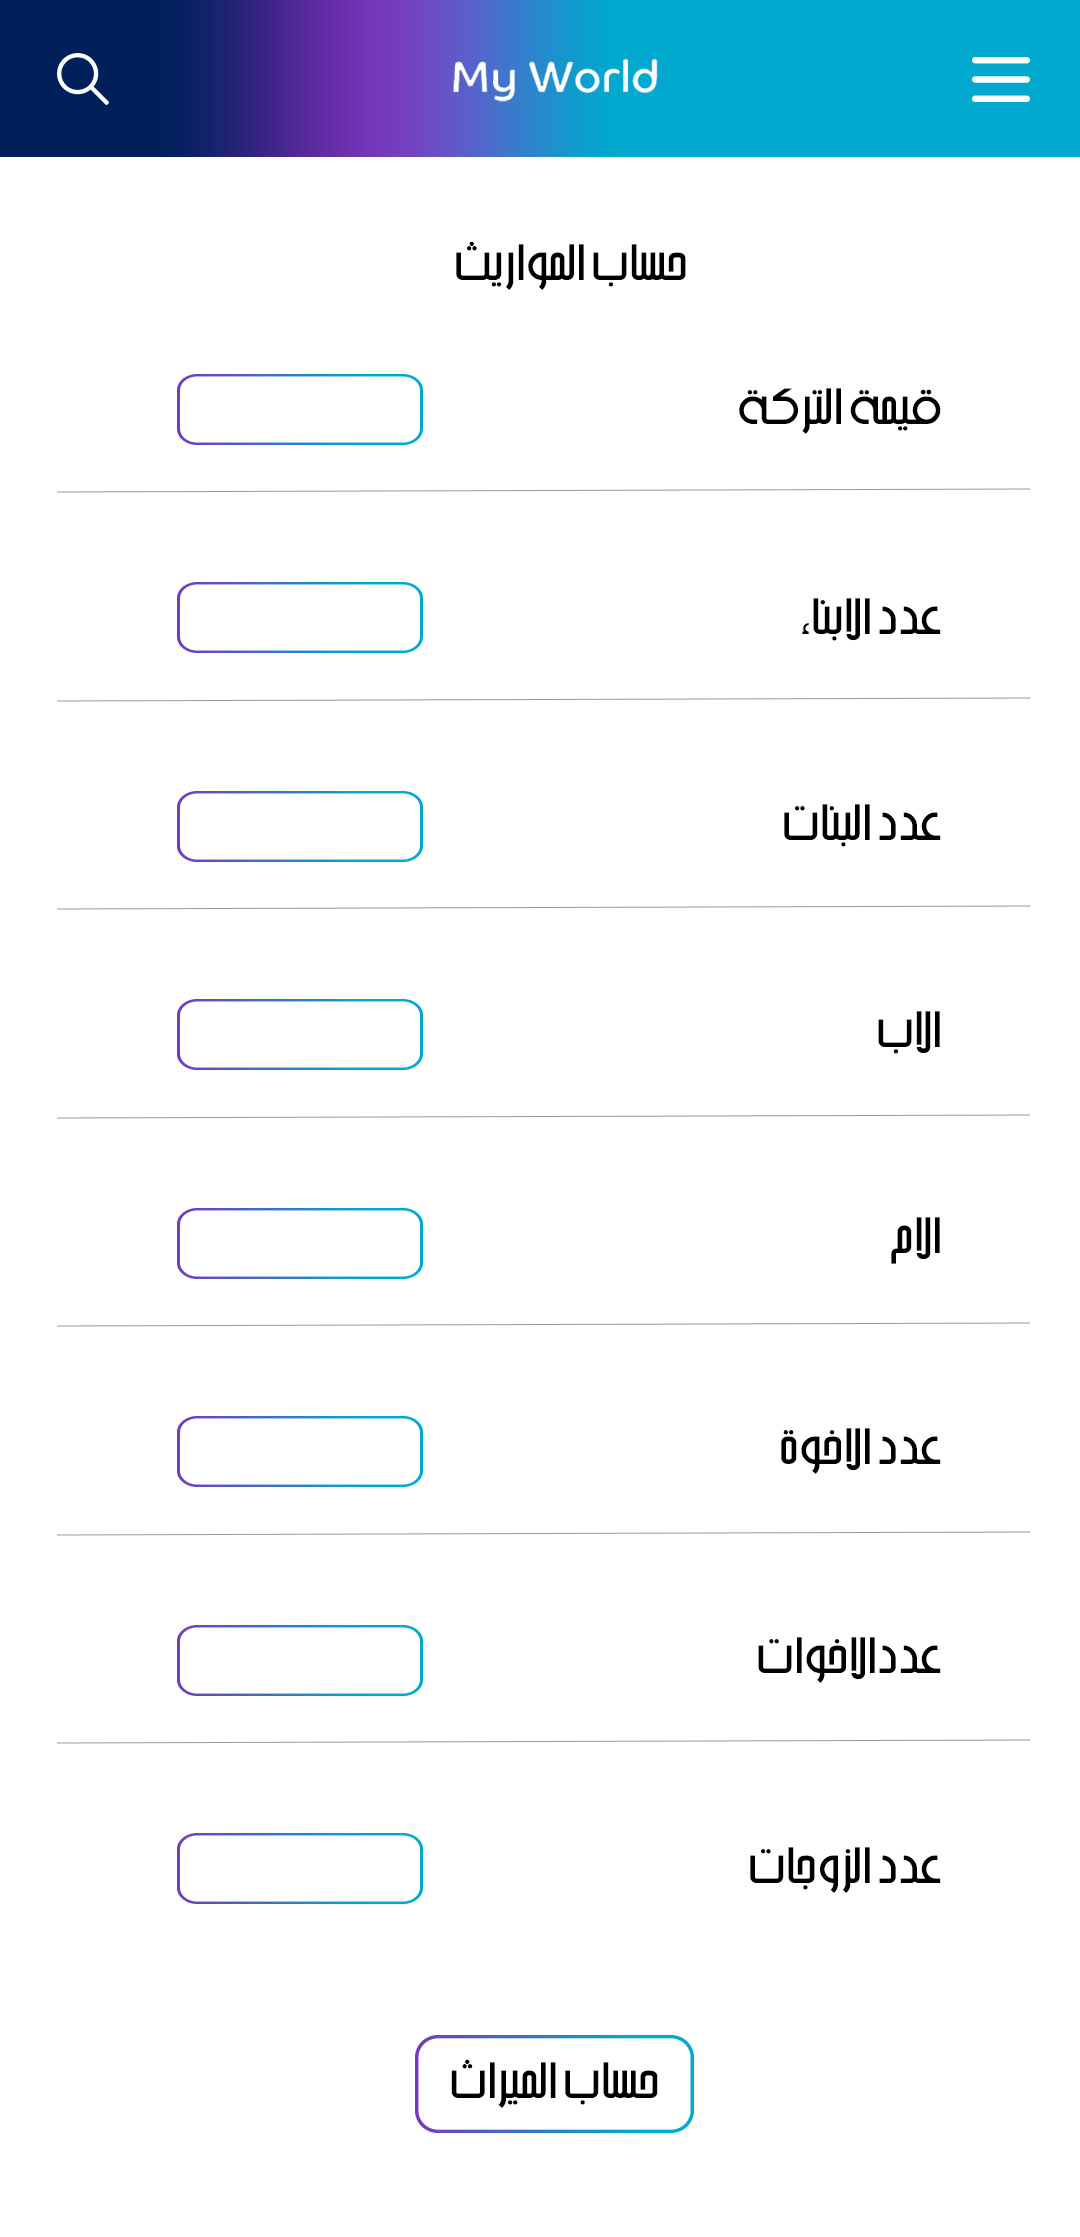 My World
حساب المواريث
قيمة التركة
عدد الابناء
عدد البنات
الاب
الام
عدد الاخوة
عددالاخوات
عدد الزوجات
حساب الميراث